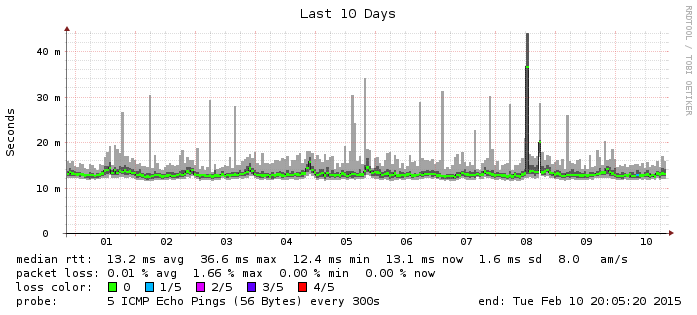 Last 10 Days
RRDTOOL / TOBI OETIKER
Seconds
40 m
30 m
20 m
10 m
0
01 02 03 04 05 06 07 08 09 10
median rtt: 13.2 ms avg 36.6 ms max 12.4 ms min 13.1 ms now 1.6 ms sd 8.0 am/s
packet loss: 0.01 % avg 1.66 % max 0.00 % min 0.00 % now
loss color: 0 1/5 2/5 3/5 4/5
probe: 5 ICMP Echo Pings (56 Bytes) every 300s end: Tue Feb 10 20:05:20 2015